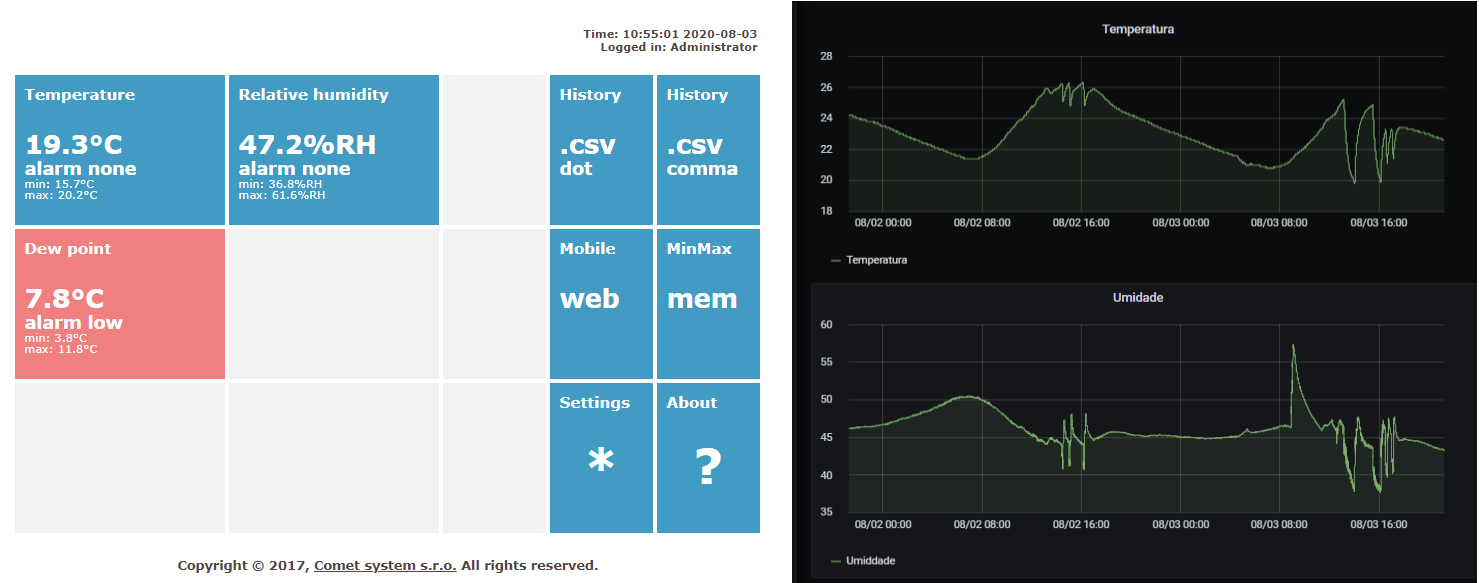 Time: 10:55:01 2020-08-03
Logged in: Administrator
Temperature
19.3°C
alarm none
min: 15.7°C
max: 20.2°C
Relative humidity
47.2%RH
alarm none
min: 36.8%RH
max: 61.6%RH
History
.csv
dot
History
.csv
comma
Dew point
7.8°C
alarm low
min: 3.8°C
max: 11.8°C
Mobile
web
MinMax
mem
Settings
*
About
?
Copyright © 2017, Comet system s.r.o. All rights reserved.
Temperatura
28
26
24
22
20
18
08/02 00:00 08/02 08:00 08/02 16:00 08/03 00:00 08/03 08:00 08/03 16:00
Temperatura
Umidade
60
55
50
45
40
35
08/02 00:00 08/02 08:00 08/02 16:00 08/03 00:00 08/03 08:00 08/03 16:00
Umiddade